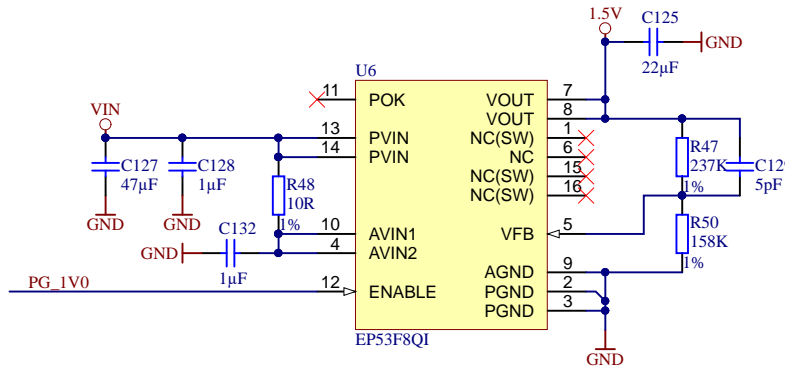 1.5V
C125
GND
22µF
U6
11 POK VOUT 7
VOUT 8
VIN
13 PVIN NC(SW) 1
14 PVIN NC 6
NC(SW) 15
NC(SW) 16
C127
47µF
GND
C128
1µF
GND
R48
10R
1%
R47
237K
1%
C129
5pF
10 AVIN1 VFB 5
4 AVIN2
C132
GND
1µF
R50
158K
1%
AGND 9
PG_1V0
12 ENABLE PGND 2
PGND 3
EP53F8QI
GND